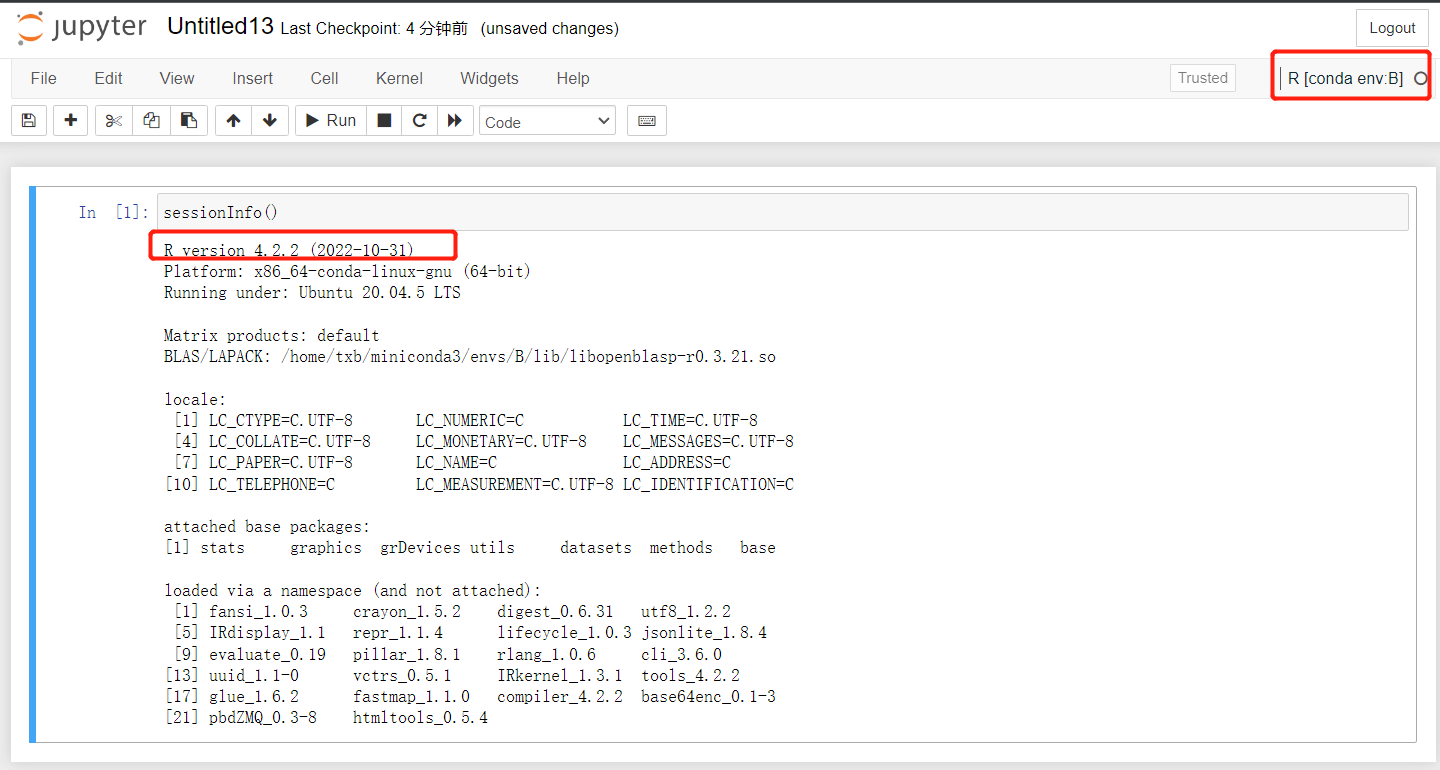 jupyter Untitled13 Last Checkpoint: 4 分钟前 (unsaved changes) Logout
File Edit View Insert Cell Kernel Widgets Help Trusted R [conda env:B]
Run Code
In [1]: sessionInfo()
R version 4.2.2 (2022-10-31)
Platform: x86_64-conda-linux-gnu (64-bit)
Running under: Ubuntu 20.04.5 LTS
Matrix products: default
BLAS/LAPACK: /home/txb/miniconda3/envs/B/lib/libopenblasp-r0.3.21.so
locale:
[1] LC_CTYPE=C.UTF-8 LC_NUMERIC=C LC_TIME=C.UTF-8
[4] LC_COLLATE=C.UTF-8 LC_MONETARY=C.UTF-8 LC_MESSAGES=C.UTF-8
[7] LC_PAPER=C.UTF-8 LC_NAME=C LC_ADDRESS=C
[10] LC_TELEPHONE=C LC_MEASUREMENT=C.UTF-8 LC_IDENTIFICATION=C
attached base packages:
[1] stats graphics grDevices utils datasets methods base
loaded via a namespace (and not attached):
[1] fansi_1.0.3 crayon_1.5.2 digest_0.6.31 utf8_1.2.2
[5] IRdisplay_1.1 repr_1.1.4 lifecycle_1.0.3 jsonlite_1.8.4
[9] evaluate_0.19 pillar_1.8.1 rlang_1.0.6 cli_3.6.0
[13] uuid_1.1-0 vctrs_0.5.1 IRkernel_1.3.1 tools_4.2.2
[17] glue_1.6.2 fastmap_1.1.0 compiler_4.2.2 base64enc_0.1-3
[21] pbdZMQ_0.3-8 htmltools_0.5.4